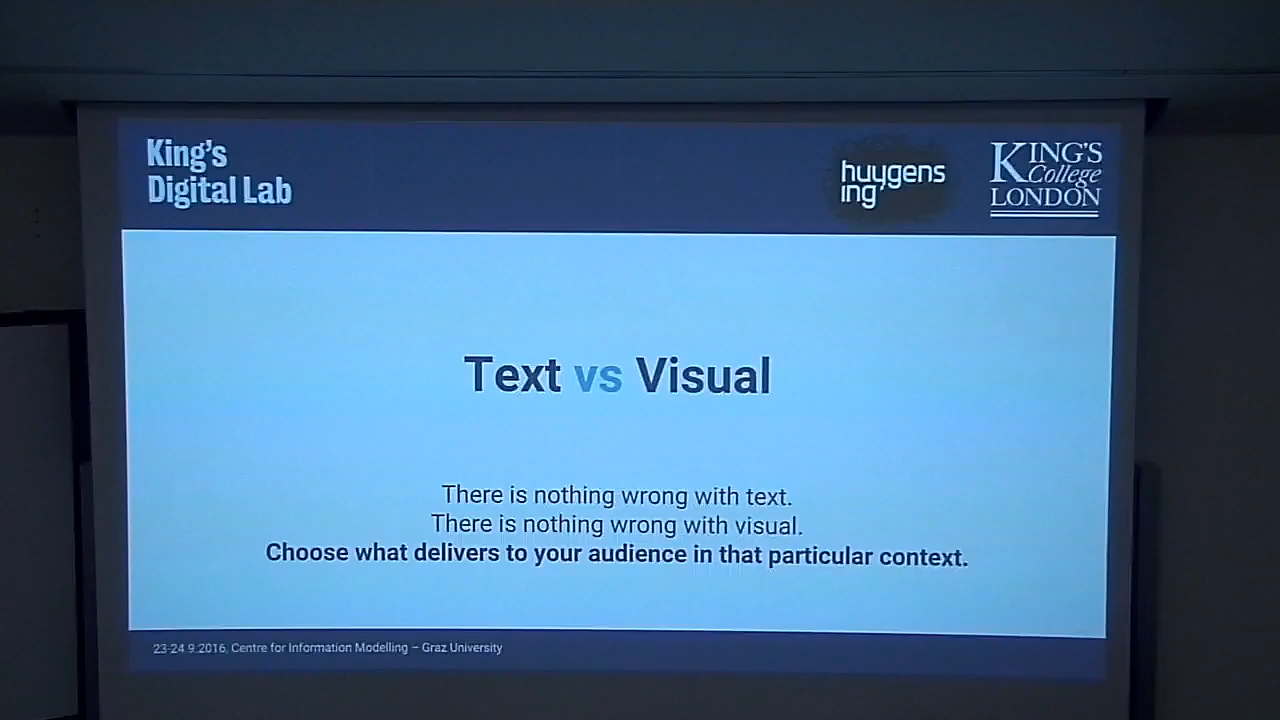 King's
Digital Lab
huygens
ing
KING'S
College
LONDON
Text vs Visual
There is nothing wrong with text.
There is nothing wrong with visual.
Choose what delivers to your audience in that particular context.
23-24.9.2016, Centre for Information Modelling – Graz University